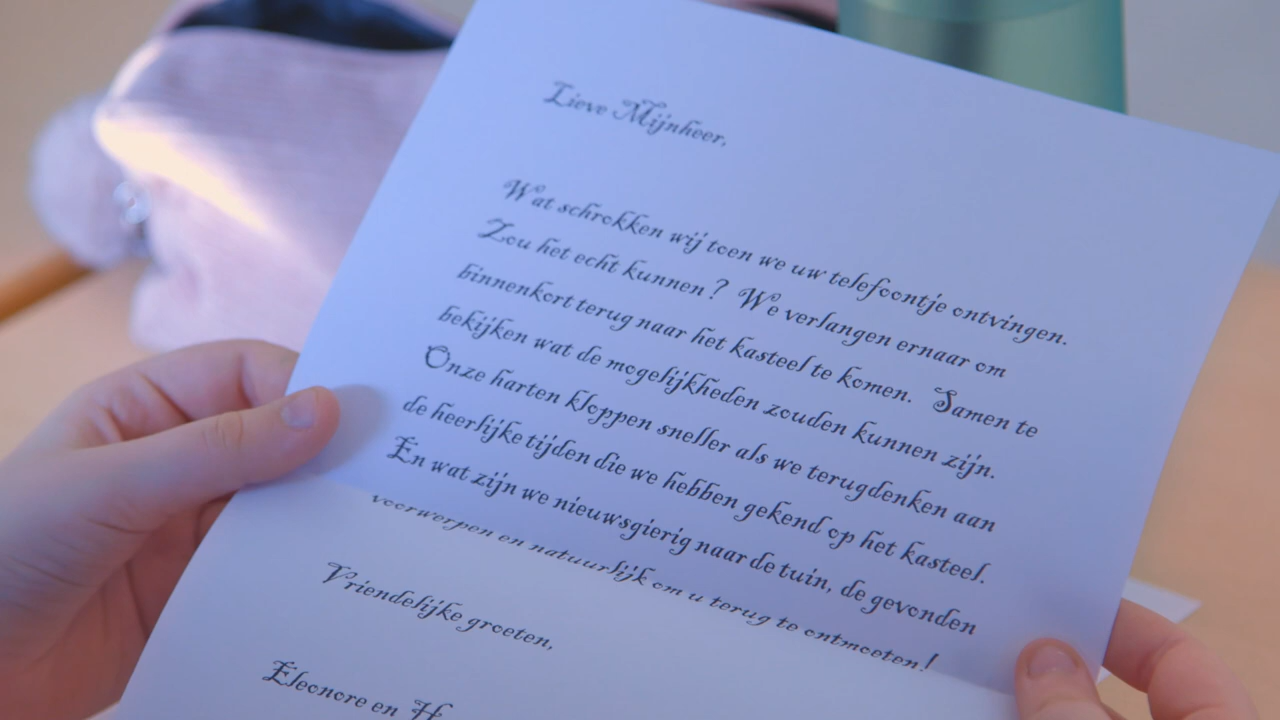 Lieve Mijnheer,
Wat schrokken wij toen we uw telefoontje ontvingen.
Zou het echt kunnen? We verlangen ernaar om
binnenkort terug naar het kasteel te komen. Samen te
bekijken wat de mogelijkheden zouden kunnen zijn.
Onze harten kloppen sneller als we terugdenken aan
de heerlijke tijden die we hebben gekend op het kasteel.
En wat zijn we nieuwsgierig naar de tuin, de gevonden
voorwerpen en natuurlijk om u terug te ontmoeten!
Vriendelijke groeten,
Eleonore en